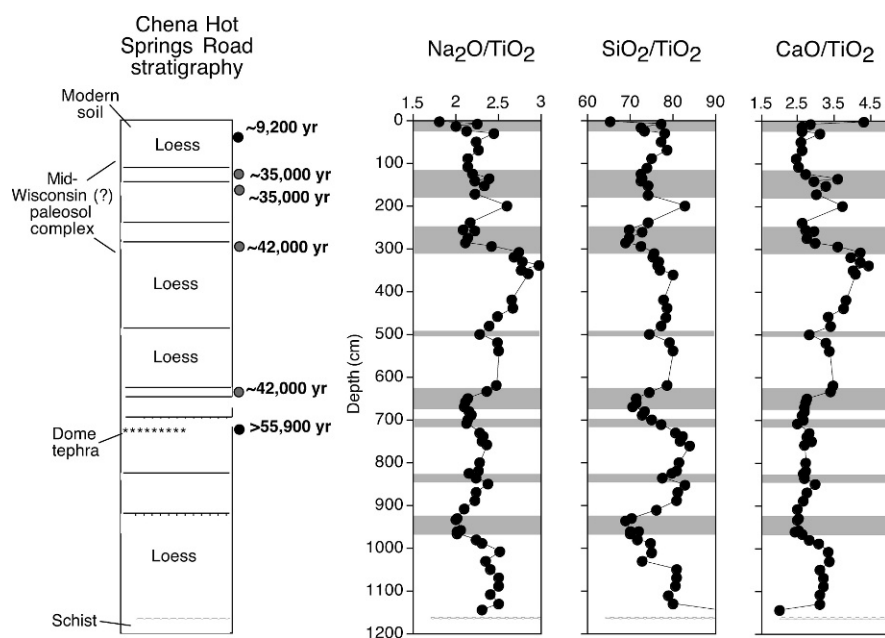 Chena Hot
Springs Road
stratigraphy
Modern
soil
Loess
~9,200 yr
Mid-
Wisconsin (?)
paleosol
complex
~35,000 yr
~35,000 yr
~42,000 yr
Loess
Loess
~42,000 yr
Dome
tephra
*********
>55,900 yr
Loess
Schist
Na2O/TiO2
SiO2/TiO2
CaO/TiO2
1.5 2 2.5 3
60 70 80 90
1.5 2.5 3.5 4.5
Depth (cm)
0
100
200
300
400
500
600
700
800
900
1000
1100
1200